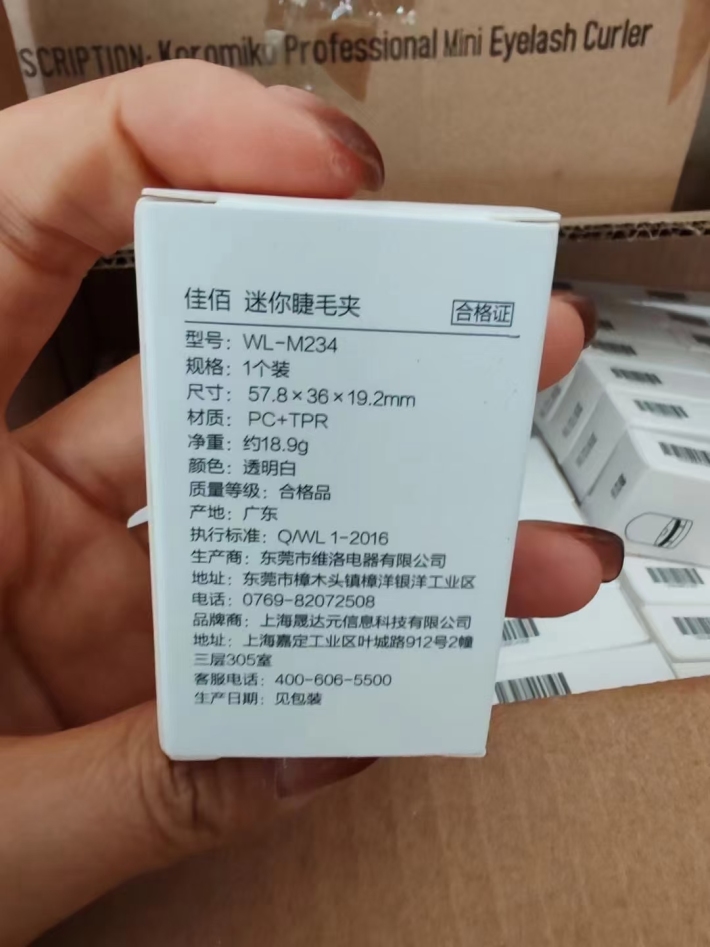 SCRIPTION: Koromiko Professional Mini Eyelash Curler
佳佰 迷你睫毛夹 合格证
型号：WL-M234
规格：1个装
尺寸：57.8×36×19.2mm
材质：PC+TPR
净重：约18.9g
颜色：透明白
质量等级：合格品
产地：广东
执行标准：Q/WL 1-2016
生产商：东莞市维洛电器有限公司
地址：东莞市樟木头镇樟洋银洋工业区
电话：0769-82072508
品牌商：上海晟达元信息科技有限公司
地址：上海嘉定工业区叶城路912号2幢
三层305室
客服电话：400-606-5500
生产日期：见包装